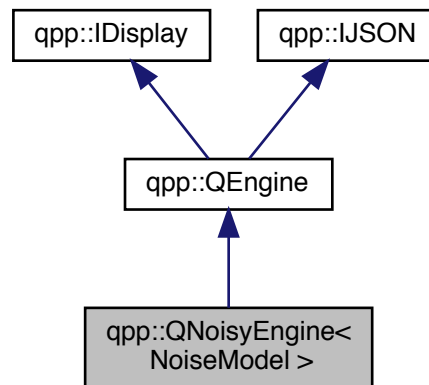 qpp::IDisplay
qpp::IJSON
qpp::QEngine
qpp::QNoisyEngine<
NoiseModel >